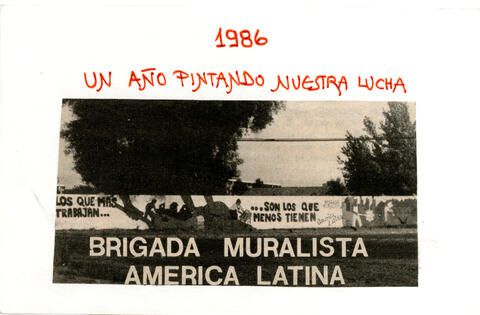 1986
UN AÑO PINTANDO NUESTRA LUCHA
LOS QUE MAS
TRABAJAN...
...SON LOS QUE
MENOS TIENEN
BRIGADA MURALISTA
AMERICA LATINA